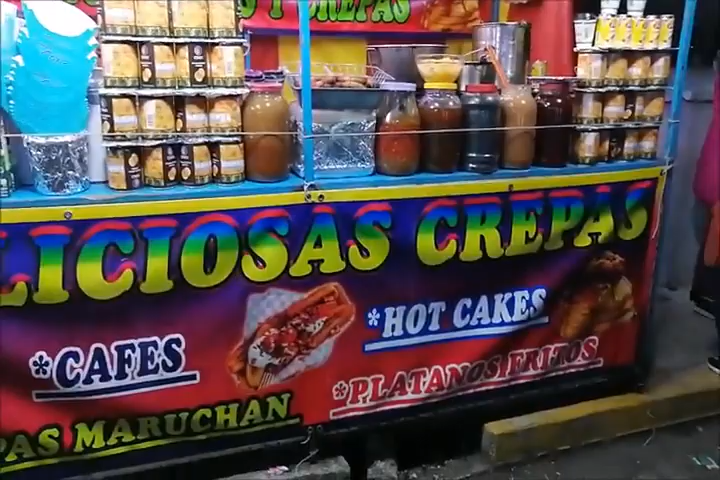 Y CREPAS
LICIOSAS CREPAS
*CAFES
*HOT CAKES
*PLATANOS FRITOS
PAS MARUCHAN